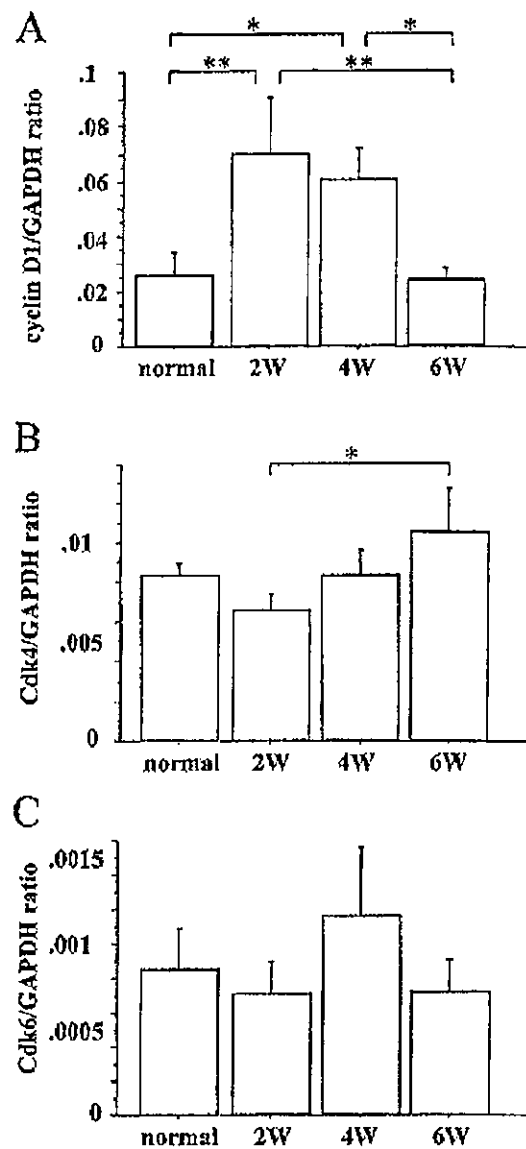 A
* *
** **
cyclin D1/GAPDH ratio
.1
.08
.06
.04
.02
0
normal 2W 4W 6W
B
*
Cdk4/GAPDH ratio
.01
.005
0
normal 2W 4W 6W
C
Cdk6/GAPDH ratio
.0015
.001
.0005
0
normal 2W 4W 6W